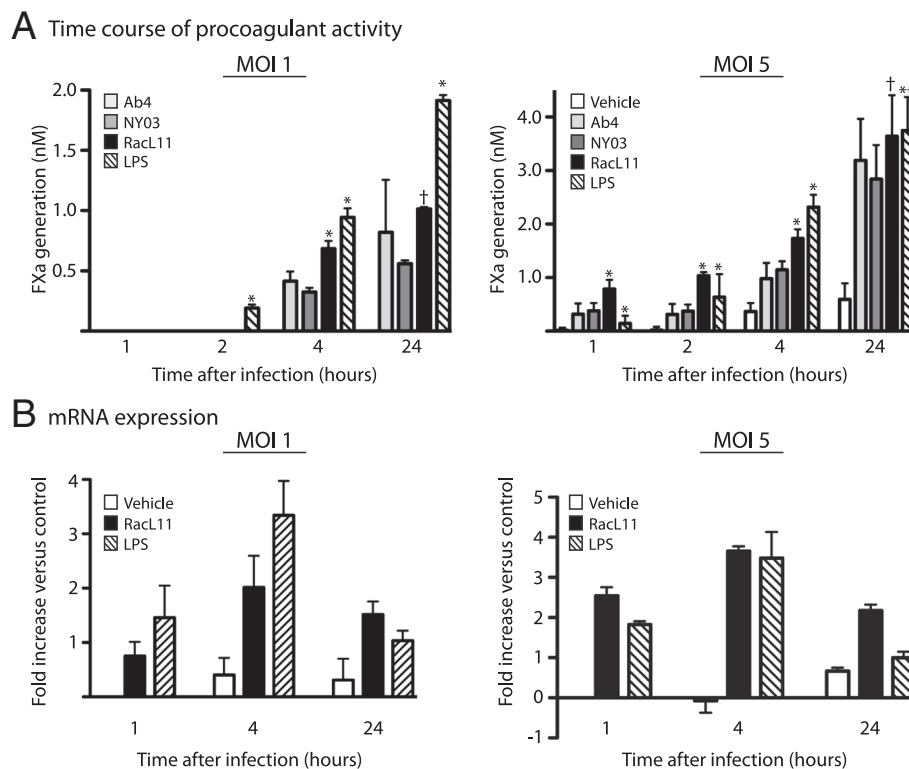 A Time course of procoagulant activity
MOI 1
FXa generation (nM)
2.0
1.5
1.0
0.5
Ab4
NY03
RacL11
LPS
*
* *
† *
1 2 4 24
Time after infection (hours)
MOI 5
FXa generation (nM)
4.0
3.0
2.0
1.0
Vehicle
Ab4
NY03
RacL11
LPS
* *
* *
* *
† **
1 2 4 24
Time after infection (hours)
B mRNA expression
MOI 1
Fold increase versus control
4
3
2
1
Vehicle
RacL11
LPS
1 4 24
Time after infection (hours)
MOI 5
Fold increase versus control
5
4
3
2
1
0
-1
Vehicle
RacL11
LPS
1 4 24
Time after infection (hours)